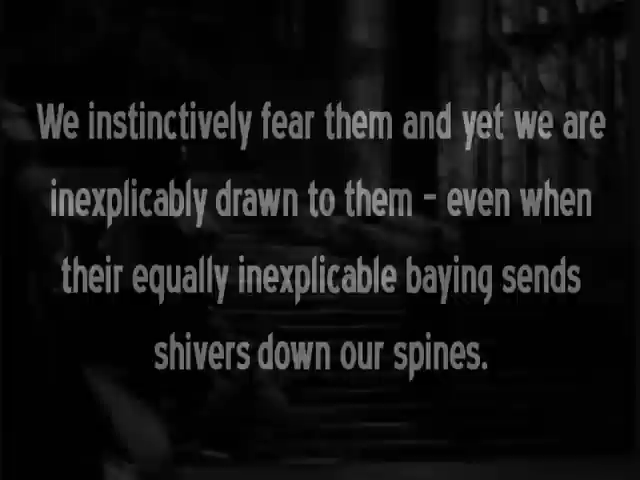 We instinctively fear them and yet we are
inexplicably drawn to them - even when
their equally inexplicable baying sends
shivers down our spines.